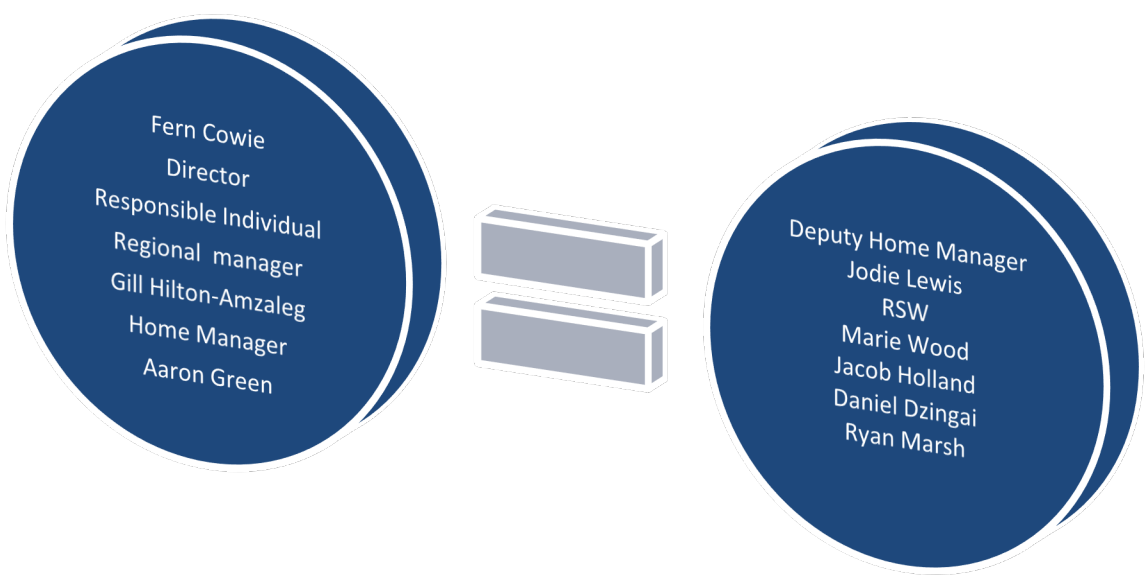 Fern Cowie
Director
Responsible Individual
Regional manager
Gill Hilton-Amzaleg
Home Manager
Aaron Green
Deputy Home Manager
Jodie Lewis
RSW
Marie Wood
Jacob Holland
Daniel Dzingai
Ryan Marsh